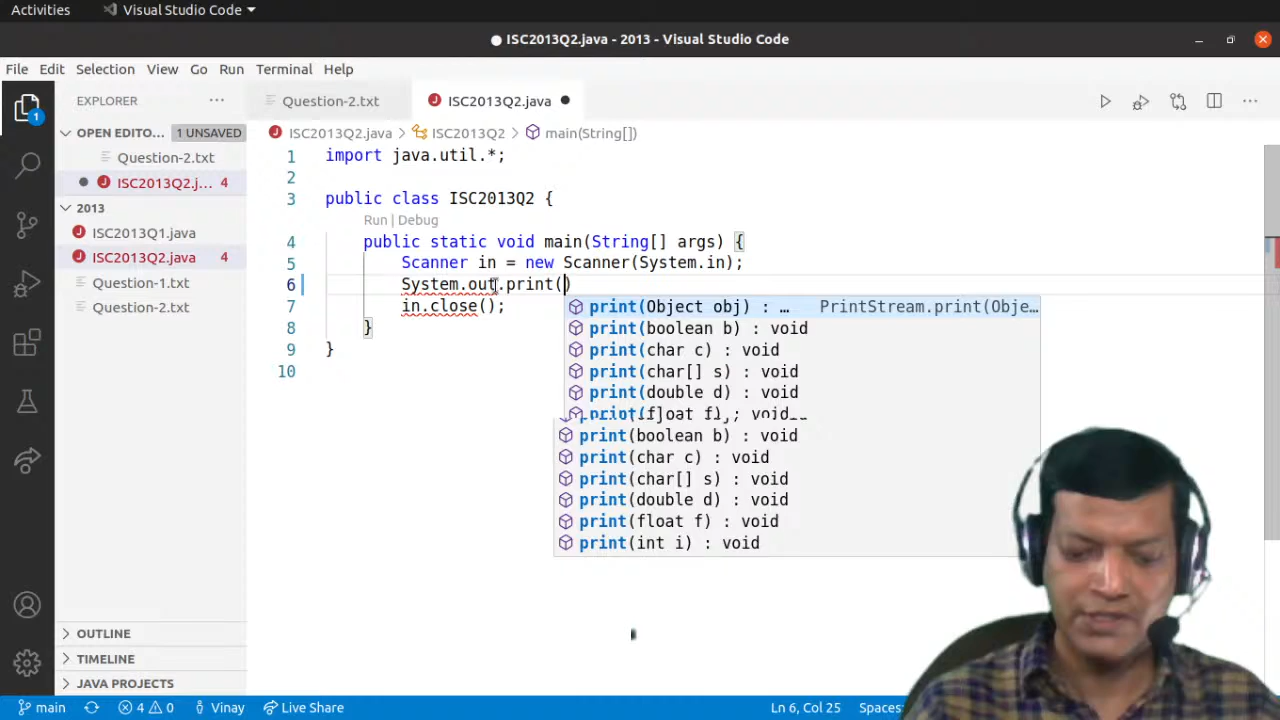 Activities Visual Studio Code
ISC2013Q2.java - 2013 - Visual Studio Code
File Edit Selection View Go Run Terminal Help
EXPLORER
Question-2.txt ISC2013Q2.java
OPEN EDITO... 1 UNSAVED
ISC2013Q2.java > ISC2013Q2 > main(String[])
Question-2.txt
ISC2013Q2.j... 4
2013
ISC2013Q1.java
ISC2013Q2.java 4
Question-1.txt
Question-2.txt
1 import java.util.*;
2
3 public class ISC2013Q2 {
Run | Debug
4 public static void main(String[] args) {
5 Scanner in = new Scanner(System.in);
6 System.out.print()
7 in.close();
8 }
9 }
10
print(Object obj) : … PrintStream.print(Obje…
print(boolean b) : void
print(char c) : void
print(char[] s) : void
print(double d) : void
print(float f) : void
print(boolean b) : void
print(char c) : void
print(char[] s) : void
print(double d) : void
print(float f) : void
print(int i) : void
OUTLINE
TIMELINE
JAVA PROJECTS
1
main 4 0 Vinay Live Share Ln 6, Col 25 Spaces: